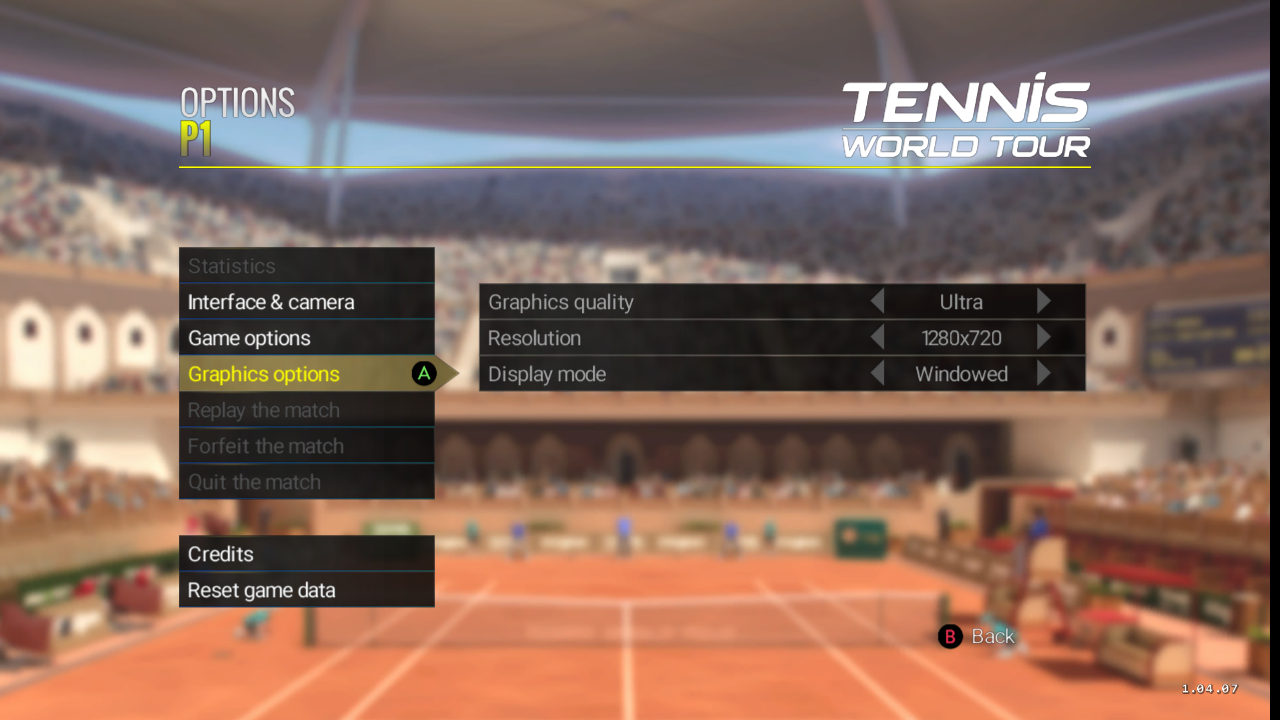 OPTIONS
P1
TENNIS
WORLD TOUR
Statistics
Interface & camera
Game options
Graphics options A
Replay the match
Forfeit the match
Quit the match
Credits
Reset game data
Graphics quality Ultra
Resolution 1280x720
Display mode Windowed
B Back
1.04.07